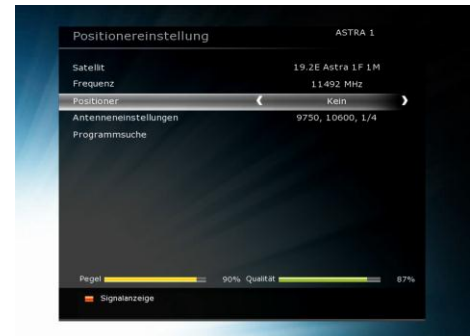 Positionereinstellung ASTRA 1
Satellit 19.2E Astra 1F 1M
Frequenz 11492 MHz
Positioner Kein
Antenneneinstellungen 9750, 10600, 1/4
Programmsuche
Pegel 90% Qualität 87%
Signalanzeige